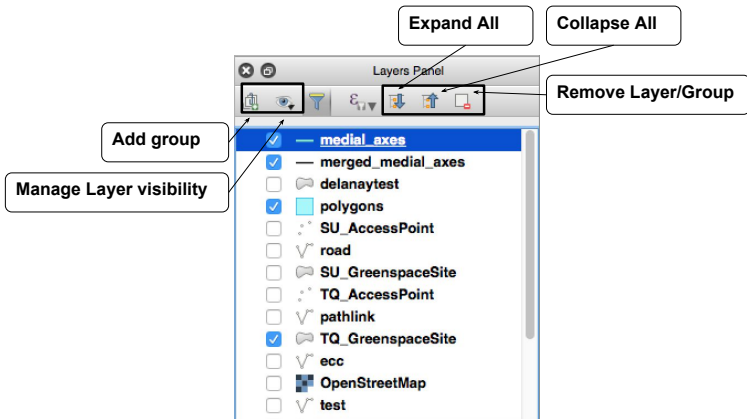 Expand All
Collapse All
Layers Panel
Remove Layer/Group
Add group
Manage Layer visibility
medial_axes
merged_medial_axes
delanaytest
polygons
SU_AccessPoint
road
SU_GreenspaceSite
TQ_AccessPoint
pathlink
TQ_GreenspaceSite
ecc
OpenStreetMap
test